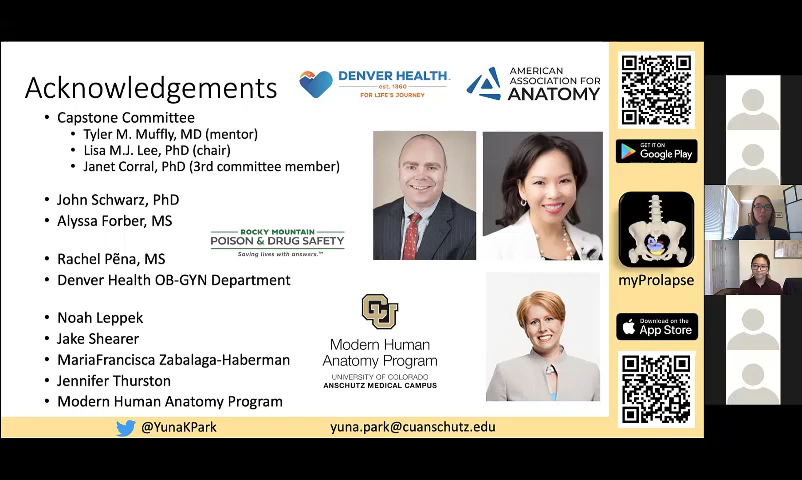 Acknowledgements
DENVER HEALTH
est. 1860
FOR LIFE'S JOURNEY
AMERICAN
ASSOCIATION FOR
ANATOMY
• Capstone Committee
• Tyler M. Muffly, MD (mentor)
• Lisa M.J. Lee, PhD (chair)
• Janet Corral, PhD (3rd committee member)
• John Schwarz, PhD
• Alyssa Forber, MS
ROCKY MOUNTAIN
POISON & DRUG SAFETY
Saving lives with answers.™
• Rachel Pẽna, MS
• Denver Health OB-GYN Department
• Noah Leppek
• Jake Shearer
• MariaFrancisca Zabalaga-Haberman
• Jennifer Thurston
• Modern Human Anatomy Program
CU
Modern Human
Anatomy Program
UNIVERSITY OF COLORADO
ANSCHUTZ MEDICAL CAMPUS
GET IT ON
Google Play
myProlapse
Download on the
App Store
@YunaKPark
yuna.park@cuanschutz.edu